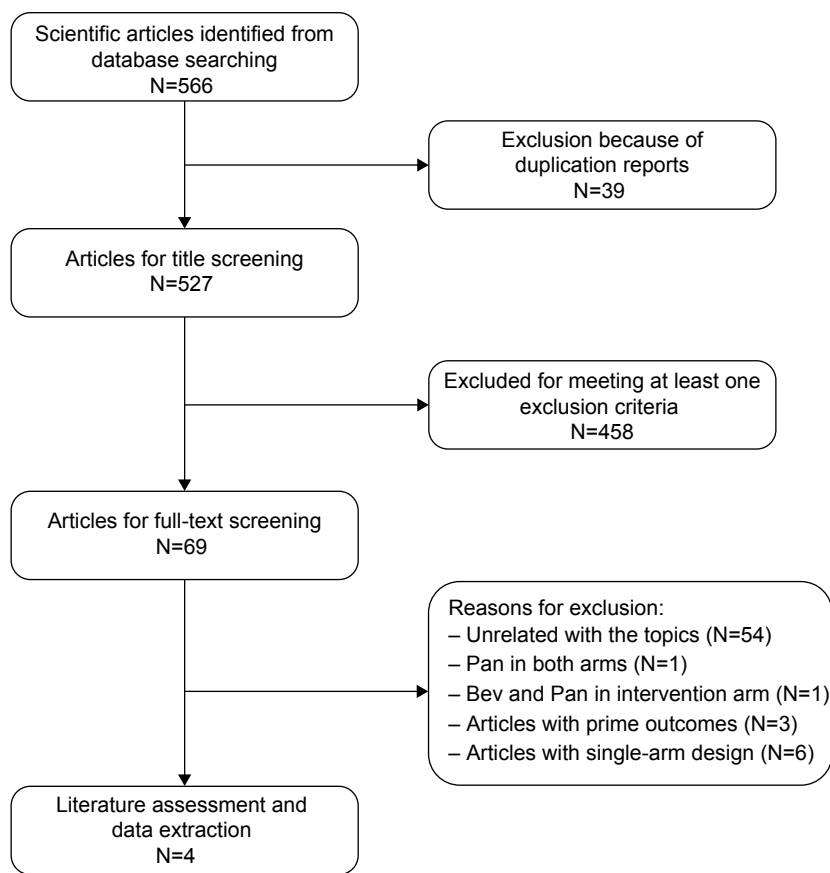 Scientific articles identified from
database searching
N=566
Exclusion because of
duplication reports
N=39
Articles for title screening
N=527
Excluded for meeting at least one
exclusion criteria
N=458
Articles for full-text screening
N=69
Reasons for exclusion:
– Unrelated with the topics (N=54)
– Pan in both arms (N=1)
– Bev and Pan in intervention arm (N=1)
– Articles with prime outcomes (N=3)
– Articles with single-arm design (N=6)
Literature assessment and
data extraction
N=4